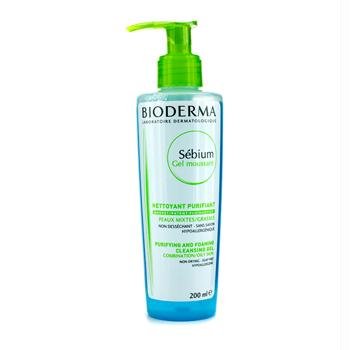 BIODERMA
LABORATOIRE DERMATOLOGIQUE
Sébium
Gel moussant
NETTOYANT PURIFIANT
PEAUX MIXTES/GRASSES
NON DESSÉCHANT - SANS SAVON
HYPOALLERGÉNIQUE
PURIFYING AND FOAMING
CLEANSING GEL
COMBINATION/OILY SKIN
NON-DRYING - SOAP FREE
HYPOALLERGENIC
200 ml e